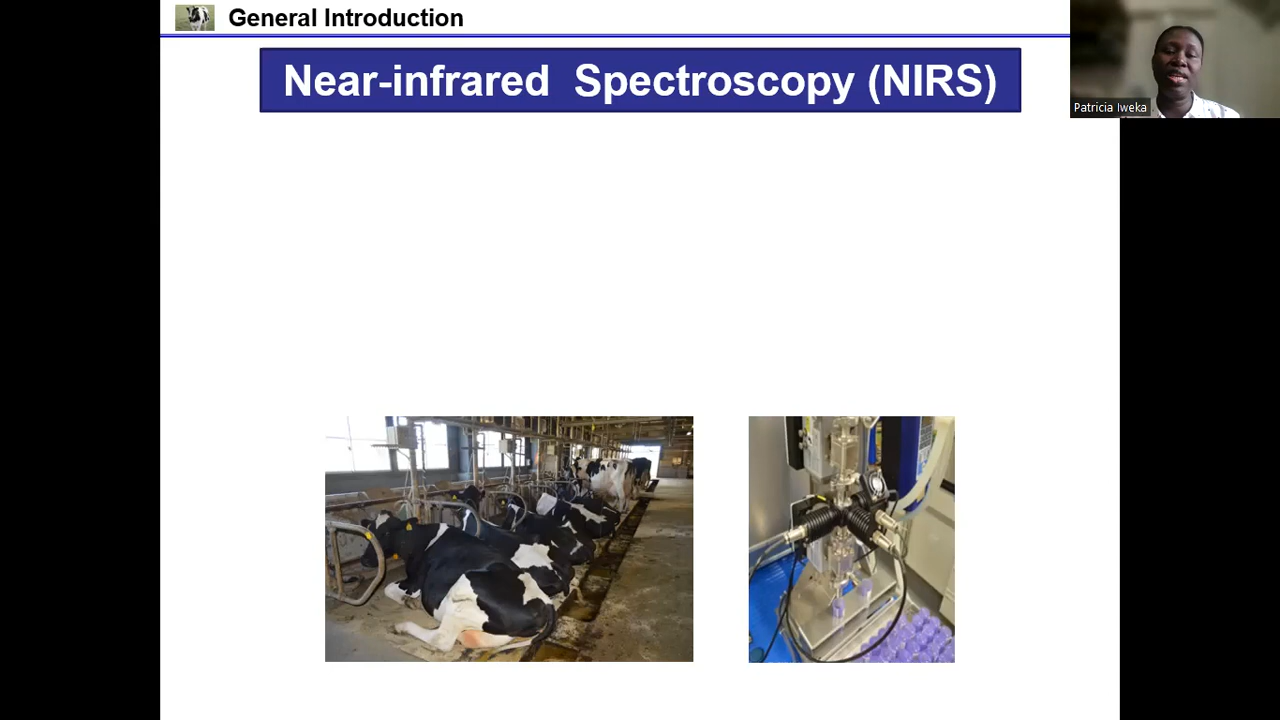 General Introduction
Near-infrared Spectroscopy (NIRS)
Patricia Iweka